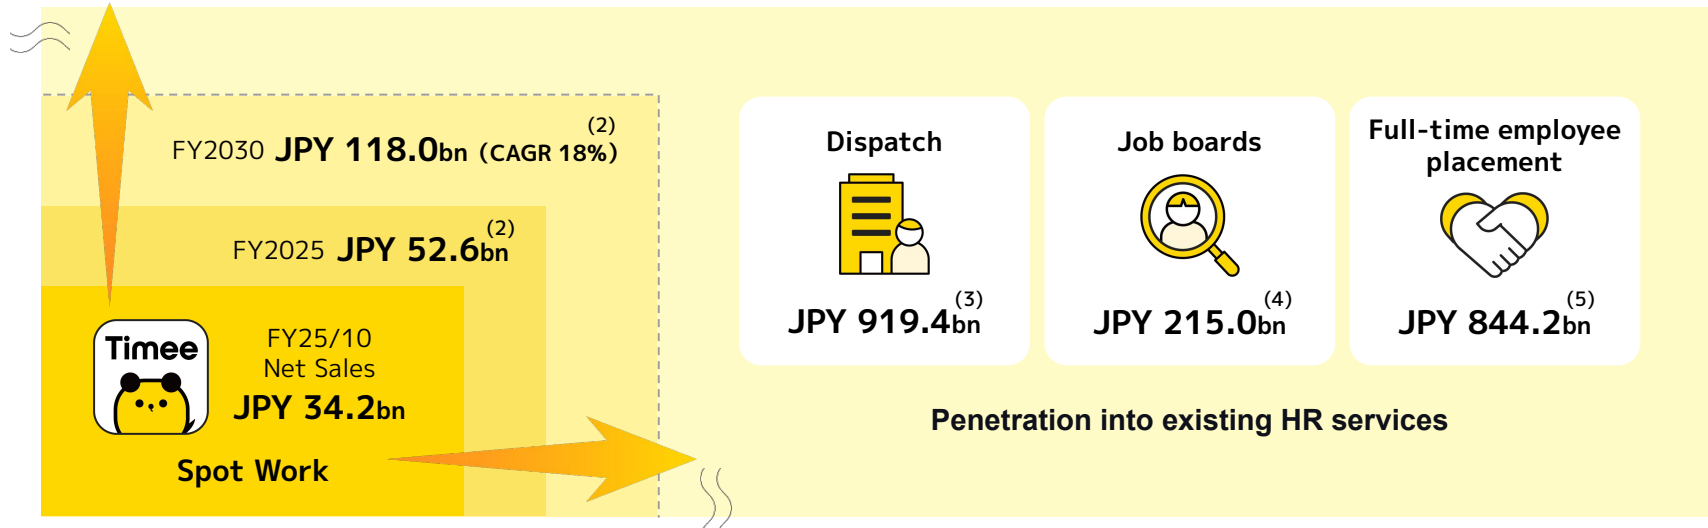 (2)
FY2030 JPY 118.0bn (CAGR 18%)
(2)
FY2025 JPY 52.6bn
Timee
FY25/10
Net Sales
JPY 34.2bn
Spot Work
Dispatch
(3)
JPY 919.4bn
Job boards
(4)
JPY 215.0bn
Full-time employee
placement
(5)
JPY 844.2bn
Penetration into existing HR services